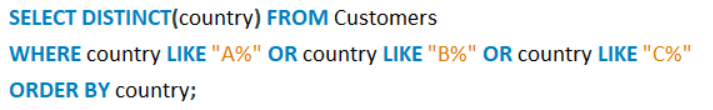 SELECT DISTINCT(country) FROM Customers
WHERE country LIKE "A%" OR country LIKE "B%" OR country LIKE "C%"
ORDER BY country;